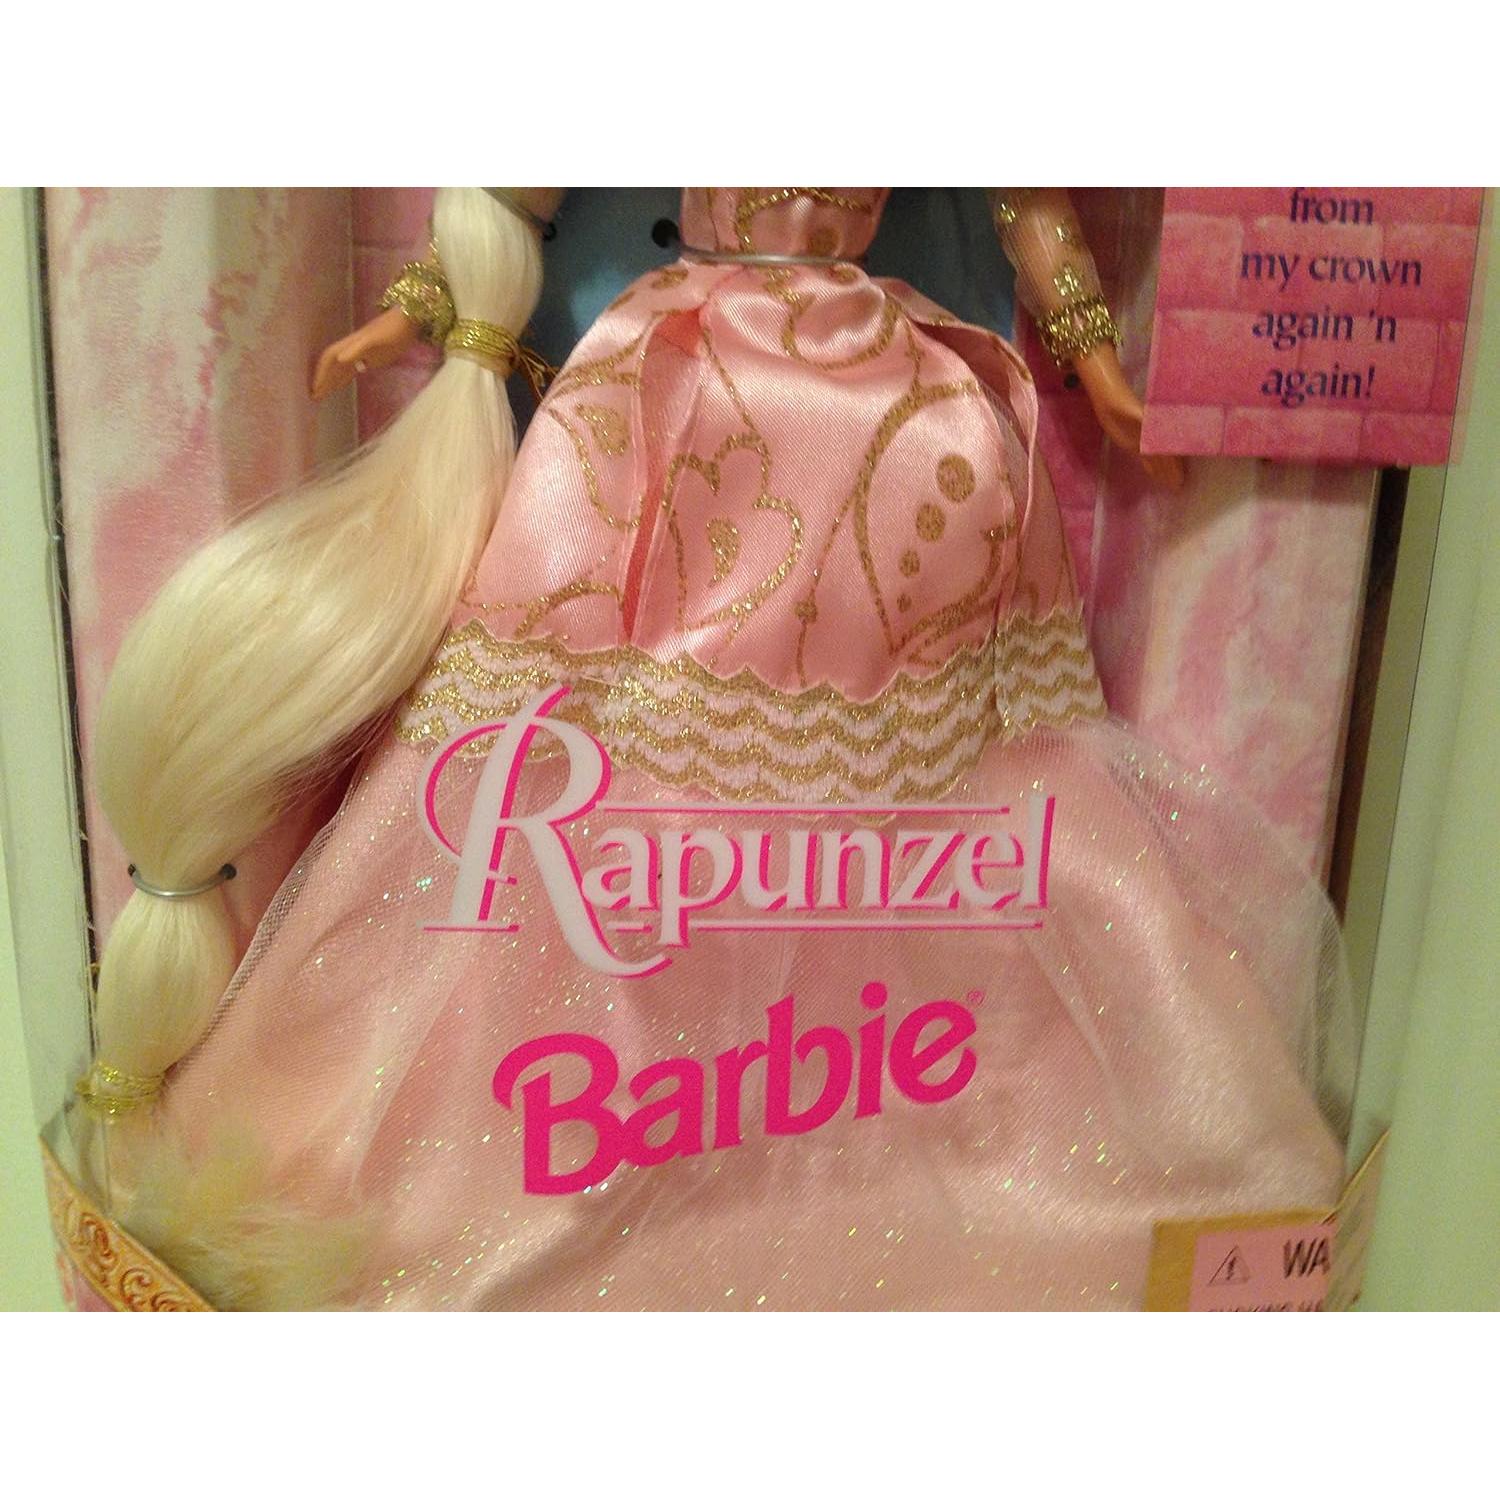 from
my crown
again 'n
again!
Rapunzel
Barbie®
WA